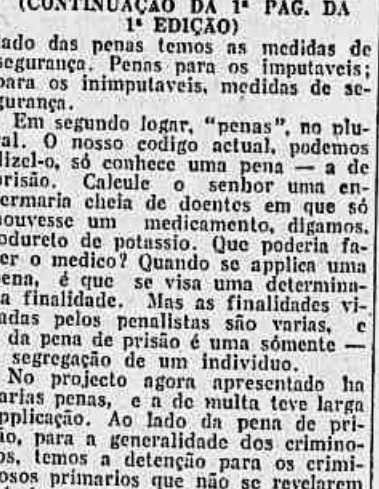 (CONTINUAÇÃO DA 1ª PAG. DA
1ª EDIÇÃO)
lado das penas temos as medidas de
segurança. Penas para os imputaveis;
para os inimputaveis, medidas de se-
gurança.
Em segundo logar, "penas", no plu-
ral. O nosso codigo actual, podemos
dizel-o, só conhece uma pena — a de
prisão. Calcule o senhor uma en-
fermaria cheia de doentes em que só
houvesse um medicamento, digamos,
iodureto de potassio. Que poderia fa-
zer o medico? Quando se applica uma
pena, é que se visa uma determina-
da finalidade. Mas as finalidades vi-
sadas pelos penalistas são varias, e
a da pena de prisão é uma sómente —
a segregação de um individuo.
No projecto agora apresentado ha
varias penas, e a de multa teve larga
applicação. Ao lado da pena de pri-
são, para a generalidade dos crimino-
sos, temos a detenção para os crimi-
nosos primarios que não se revelarem